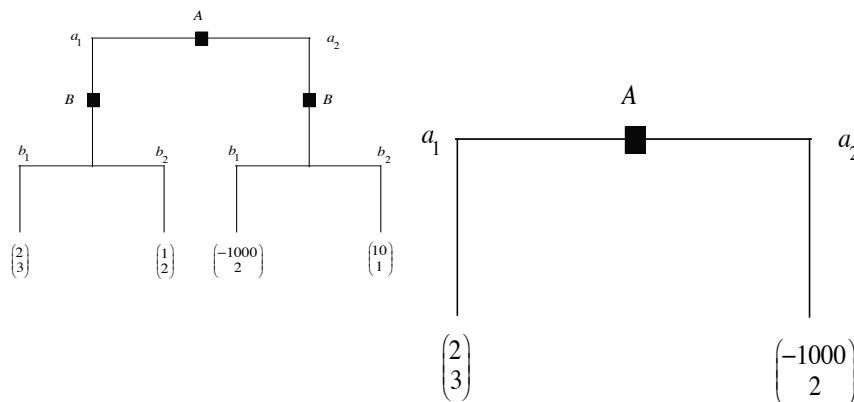 A
a1 a2
B B
b1 b2 b1 b2
(2 3) (1 2) (−1000 2) (10 1)
A
a1 a2
(2 3) (−1000 2)